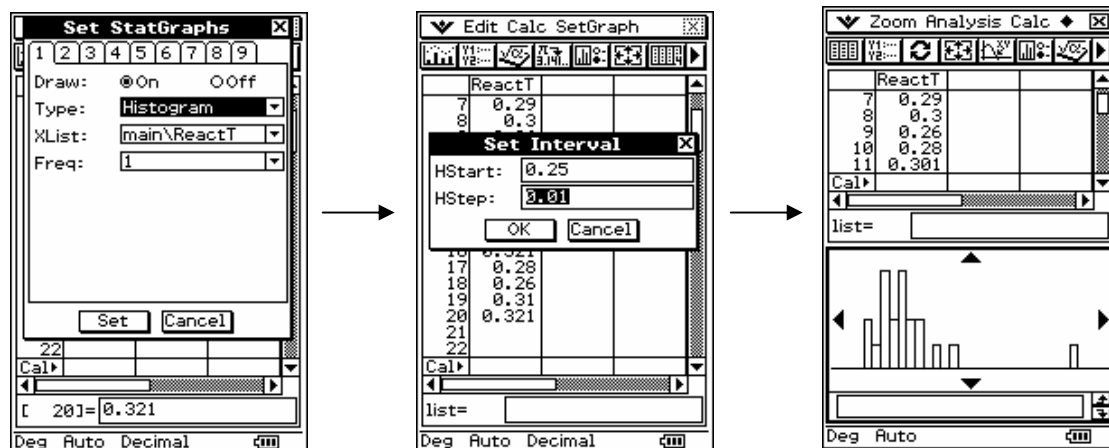 Set StatGraphs
1 2 3 4 5 6 7 8 9
Draw: On Off
Type: Histogram
XList: main\ReactT
Freq: 1
Set Cancel
22
Cal
[ 20]= 0.321
Deg Auto Decimal
Edit Calc SetGraph
ReactT
7 0.29
8 0.3
Set Interval
HStart: 0.25
HStep: 0.01
OK Cancel
17 0.28
18 0.26
19 0.31
20 0.321
21
22
Cal
list=
Deg Auto Decimal
Zoom Analysis Calc
ReactT
7 0.29
8 0.3
9 0.26
10 0.28
11 0.301
Cal
list=
Deg Auto